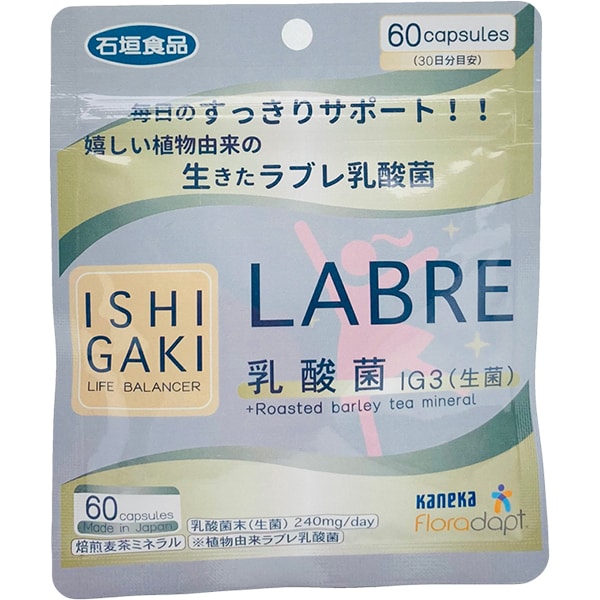 石垣食品
60capsules
(30日分目安)
毎日のすっきりサポート！！
嬉しい植物由来の
生きたラブレ乳酸菌
ISHI
GAKI
LIFE BALANCER
LABRE
乳酸菌 IG3(生菌)
+Roasted barley tea mineral
60capsules
Made in Japan
焙煎麦茶ミネラル
乳酸菌末(生菌) 240mg/day
※植物由来ラブレ乳酸菌
Kaneka
Floradapt